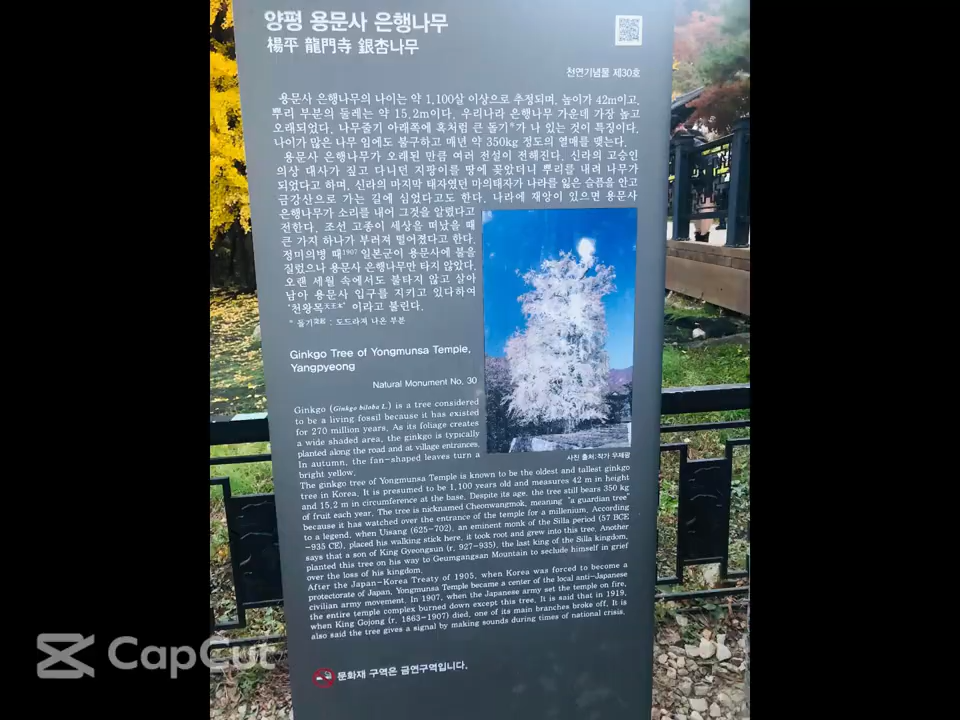 양평 용문사 은행나무
楊平 龍門寺 銀杏나무
천연기념물 제30호
용문사 은행나무의 나이는 약 1,100살 이상으로 추정되며, 높이가 42m이고,
뿌리 부분의 둘레는 약 15.2m이다. 우리나라 은행나무 가운데 가장 높고
오래되었다. 나무줄기 아래쪽에 혹처럼 큰 돌기*가 나 있는 것이 특징이다.
나이가 많은 나무 임에도 불구하고 매년 약 350kg 정도의 열매를 맺는다.
용문사 은행나무가 오래된 만큼 여러 전설이 전해진다. 신라의 고승인
의상 대사가 짚고 다니던 지팡이를 땅에 꽂았더니 뿌리를 내려 나무가
되었다고 하며, 신라의 마지막 태자였던 마의태자가 나라를 잃은 슬픔을 안고
금강산으로 가는 길에 심었다고도 한다. 나라에 재앙이 있으면 용문사
은행나무가 소리를 내어 그것을 알렸다고
전한다. 조선 고종이 세상을 떠났을 때
큰 가지 하나가 부러져 떨어졌다고 한다.
정미의병 때1907 일본군이 용문사에 불을
질렀으나 용문사 은행나무만 타지 않았다.
오랜 세월 속에서도 불타지 않고 살아
남아 용문사 입구를 지키고 있다하여
'천왕목天王木' 이라고 불린다.
* 돌기突起 : 도드라져 나온 부분
Ginkgo Tree of Yongmunsa Temple,
Yangpyeong
Natural Monument No. 30
Ginkgo (Ginkgo biloba L.) is a tree considered
to be a living fossil because it has existed
for 270 million years. As its foliage creates
a wide shaded area, the ginkgo is typically
planted along the road and at village entrances.
In autumn, the fan-shaped leaves turn a
bright yellow.
사진 출처:작가 우제광
The ginkgo tree of Yongmunsa Temple is known to be the oldest and tallest ginkgo
tree in Korea. It is presumed to be 1,100 years old and measures 42 m in height
and 15.2 m in circumference at the base. Despite its age, the tree still bears 350 kg
of fruit each year. The tree is nicknamed Cheonwangmok, meaning "a guardian tree"
because it has watched over the entrance of the temple for a millenium. According
to a legend, when Uisang (625-702), an eminent monk of the Silla period (57 BCE
-935 CE), placed his walking stick here, it took root and grew into this tree. Another
says that a son of King Gyeongsun (r. 927-935), the last king of the Silla kingdom,
planted this tree on his way to Geumgangsan Mountain to seclude himself in grief
over the loss of his kingdom.
After the Japan-Korea Treaty of 1905, when Korea was forced to become a
protectorate of Japan, Yongmunsa Temple became a center of the local anti-Japanese
civilian army movement. In 1907, when the Japanese army set the temple on fire,
the entire temple complex burned down except this tree. It is said that in 1919,
when King Gojong (r. 1863-1907) died, one of its main branches broke off. It is
also said the tree gives a signal by making sounds during times of national crisis.
문화재 구역은 금연구역입니다.
CapCut